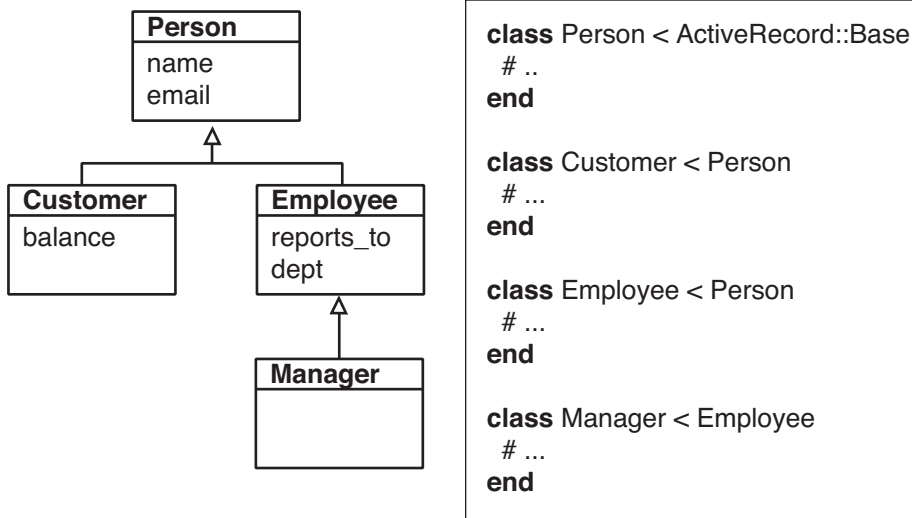 Person
name
email
Customer
balance
Employee
reports_to
dept
Manager
class Person < ActiveRecord::Base
# ..
end
class Customer < Person
# ...
end
class Employee < Person
# ...
end
class Manager < Employee
# ...
end